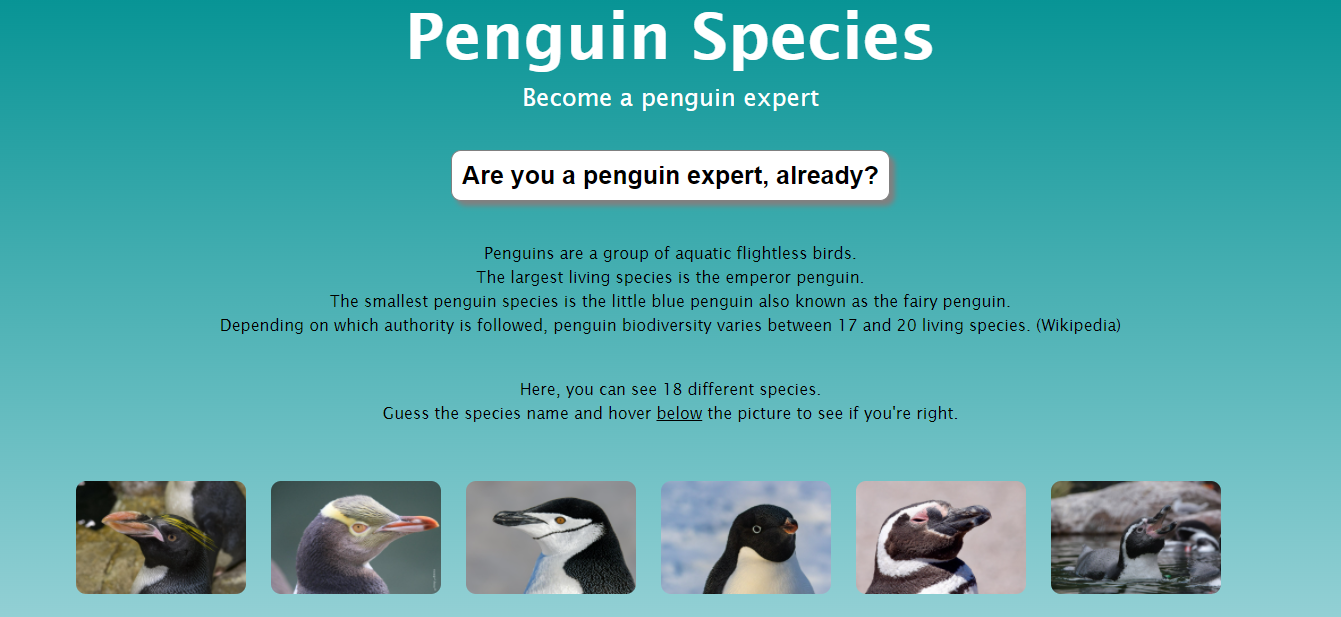 Penguin Species
Become a penguin expert
Are you a penguin expert, already?
Penguins are a group of aquatic flightless birds.
The largest living species is the emperor penguin.
The smallest penguin species is the little blue penguin also known as the fairy penguin.
Depending on which authority is followed, penguin biodiversity varies between 17 and 20 living species. (Wikipedia)
Here, you can see 18 different species.
Guess the species name and hover below the picture to see if you're right.